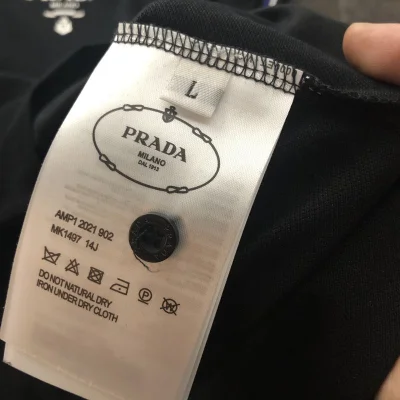 L
PRADA
MILANO
DAL 1913
AMP1 2021 902
MK1497 14J
DO NOT NATURAL DRY
IRON UNDER DRY CLOTH